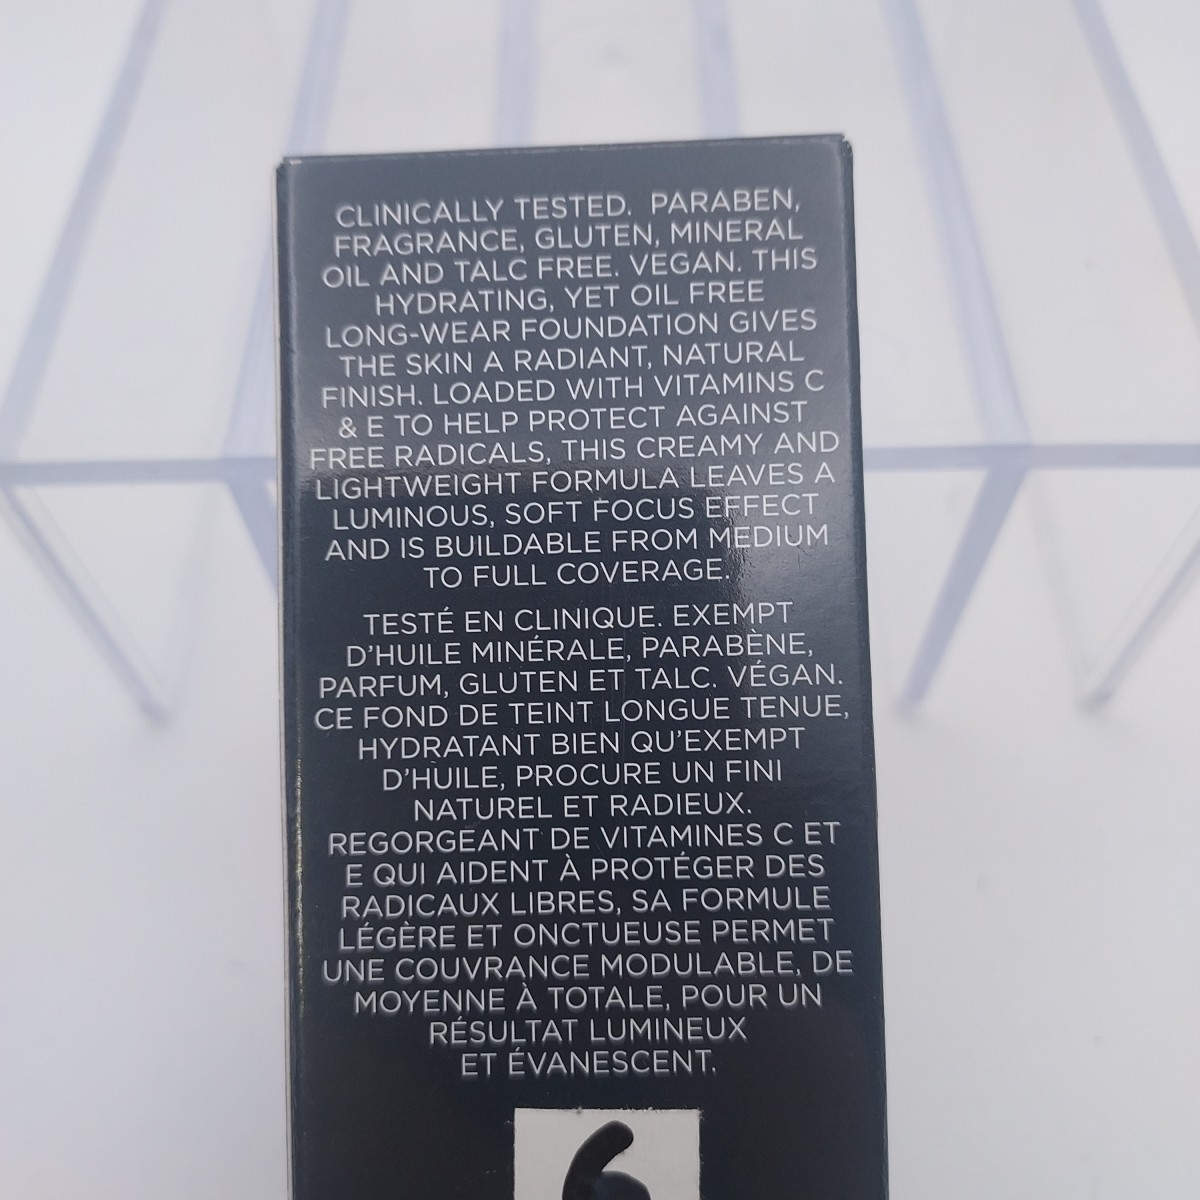 CLINICALLY TESTED. PARABEN,
FRAGRANCE, GLUTEN, MINERAL
OIL AND TALC FREE. VEGAN. THIS
HYDRATING, YET OIL FREE
LONG-WEAR FOUNDATION GIVES
THE SKIN A RADIANT, NATURAL
FINISH. LOADED WITH VITAMINS C
& E TO HELP PROTECT AGAINST
FREE RADICALS, THIS CREAMY AND
LIGHTWEIGHT FORMULA LEAVES A
LUMINOUS, SOFT FOCUS EFFECT
AND IS BUILDABLE FROM MEDIUM
TO FULL COVERAGE.
TESTÉ EN CLINIQUE. EXEMPT
D'HUILE MINÉRALE, PARABÈNE,
PARFUM, GLUTEN ET TALC. VÉGAN.
CE FOND DE TEINT LONGUE TENUE,
HYDRATANT BIEN QU'EXEMPT
D'HUILE, PROCURE UN FINI
NATUREL ET RADIEUX.
REGORGEANT DE VITAMINES C ET
E QUI AIDENT À PROTÉGER DES
RADICAUX LIBRES, SA FORMULE
LÉGÈRE ET ONCTUEUSE PERMET
UNE COUVRANCE MODULABLE, DE
MOYENNE À TOTALE, POUR UN
RÉSULTAT LUMINEUX
ET ÉVANESCENT.
6